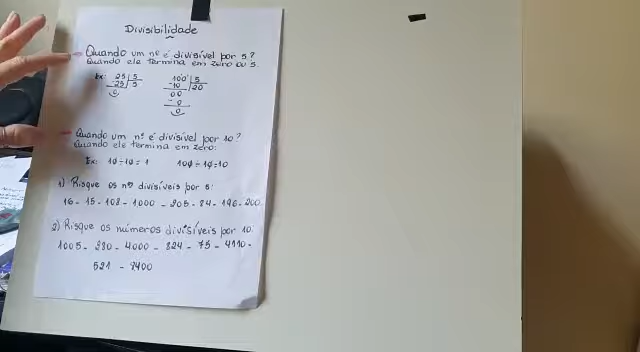 Divisibilidade
- Quando um nº é divisível por 5?
Quando ele termina em zero ou 5.
Ex: 25 5 100 5
-25 5 -10 20
0 00
-0
0
- Quando um nº é divisível por 10?
Quando ele termina em zero:
Ex: 10÷10=1 100÷10=10
1) Risque os nºs divisíveis por 5:
16 - 15 - 108 - 1000 - 205 - 84 - 196 - 200
2) Risque os números divisíveis por 10:
1005 - 280 - 4000 - 824 - 75 - 4110 -
521 - 8400